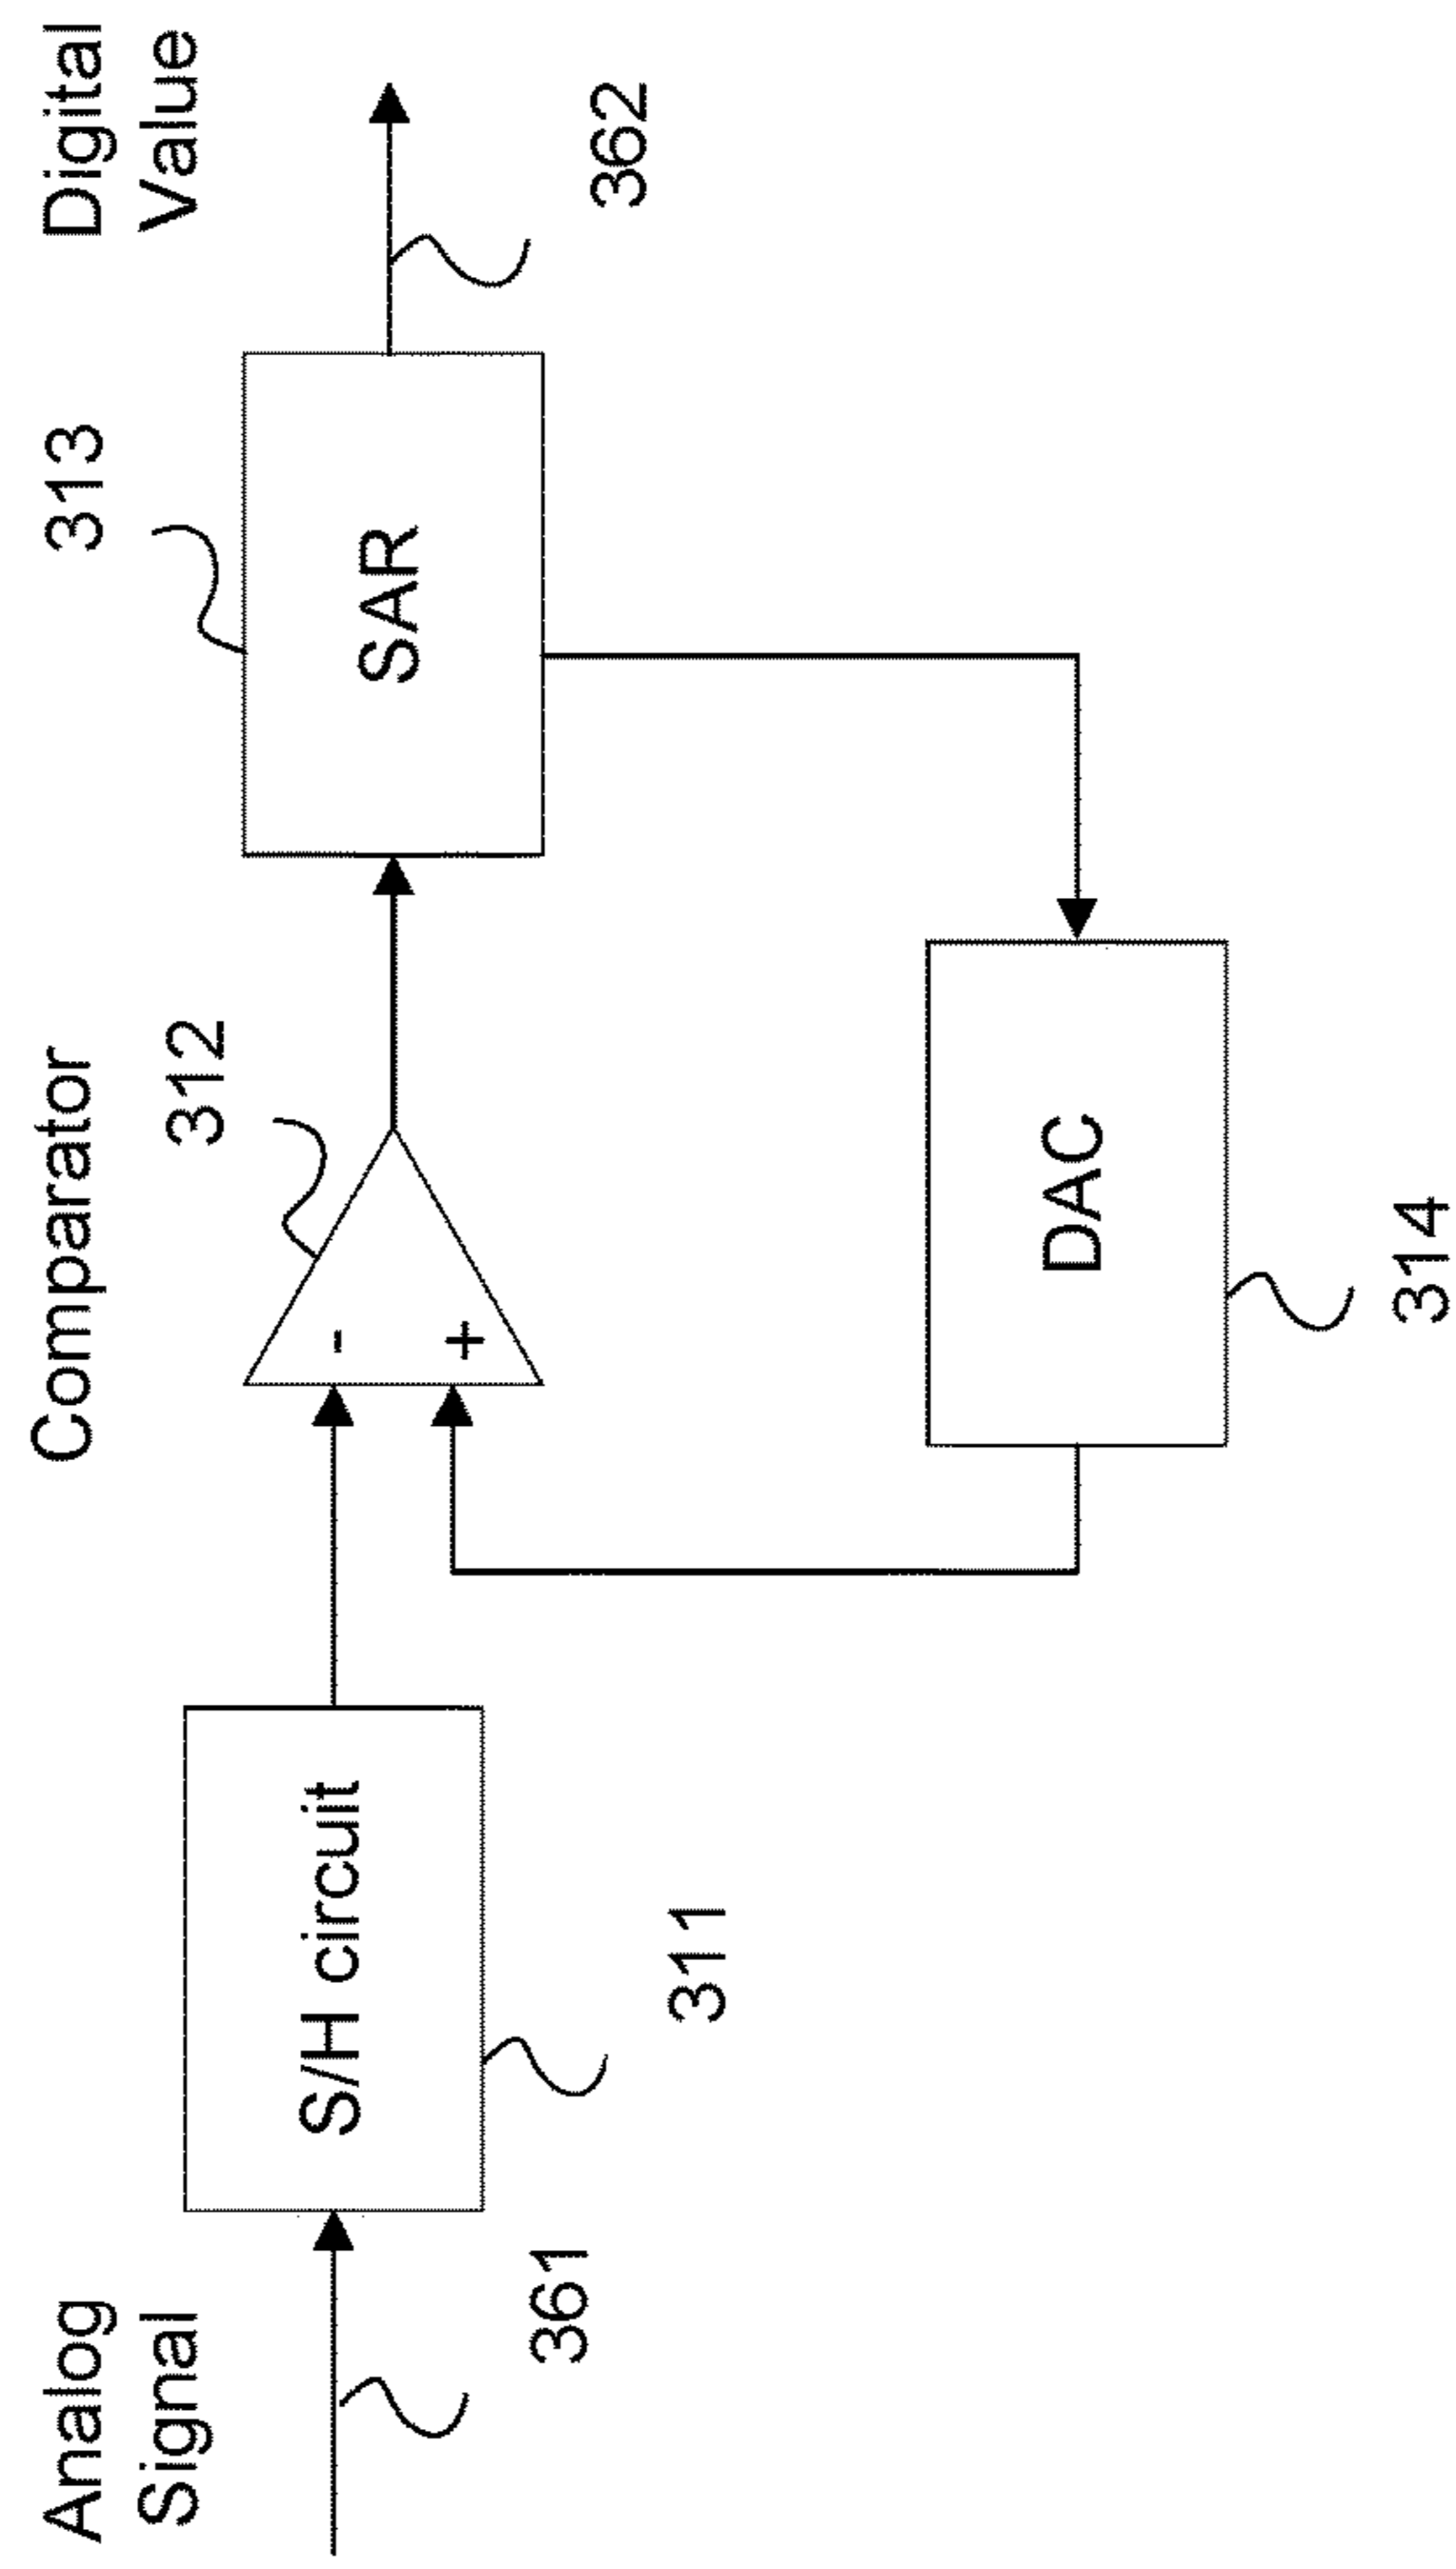 Analog
Signal
361
S/H circuit
311
Comparator
312
-
+
SAR
313
DAC
314
Digital
Value
362